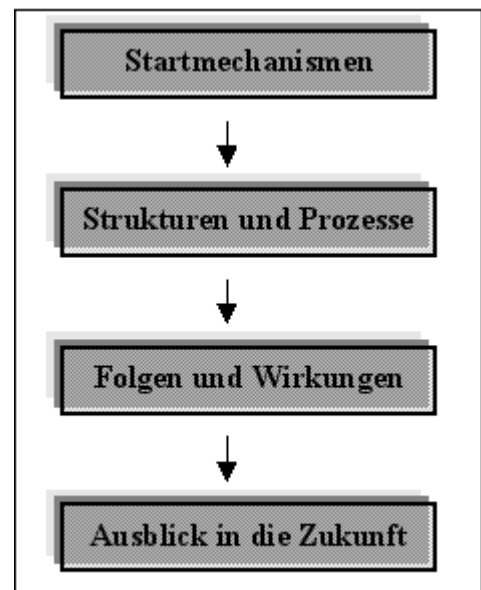 Startmechanismen
Strukturen und Prozesse
Folgen und Wirkungen
Ausblick in die Zukunft